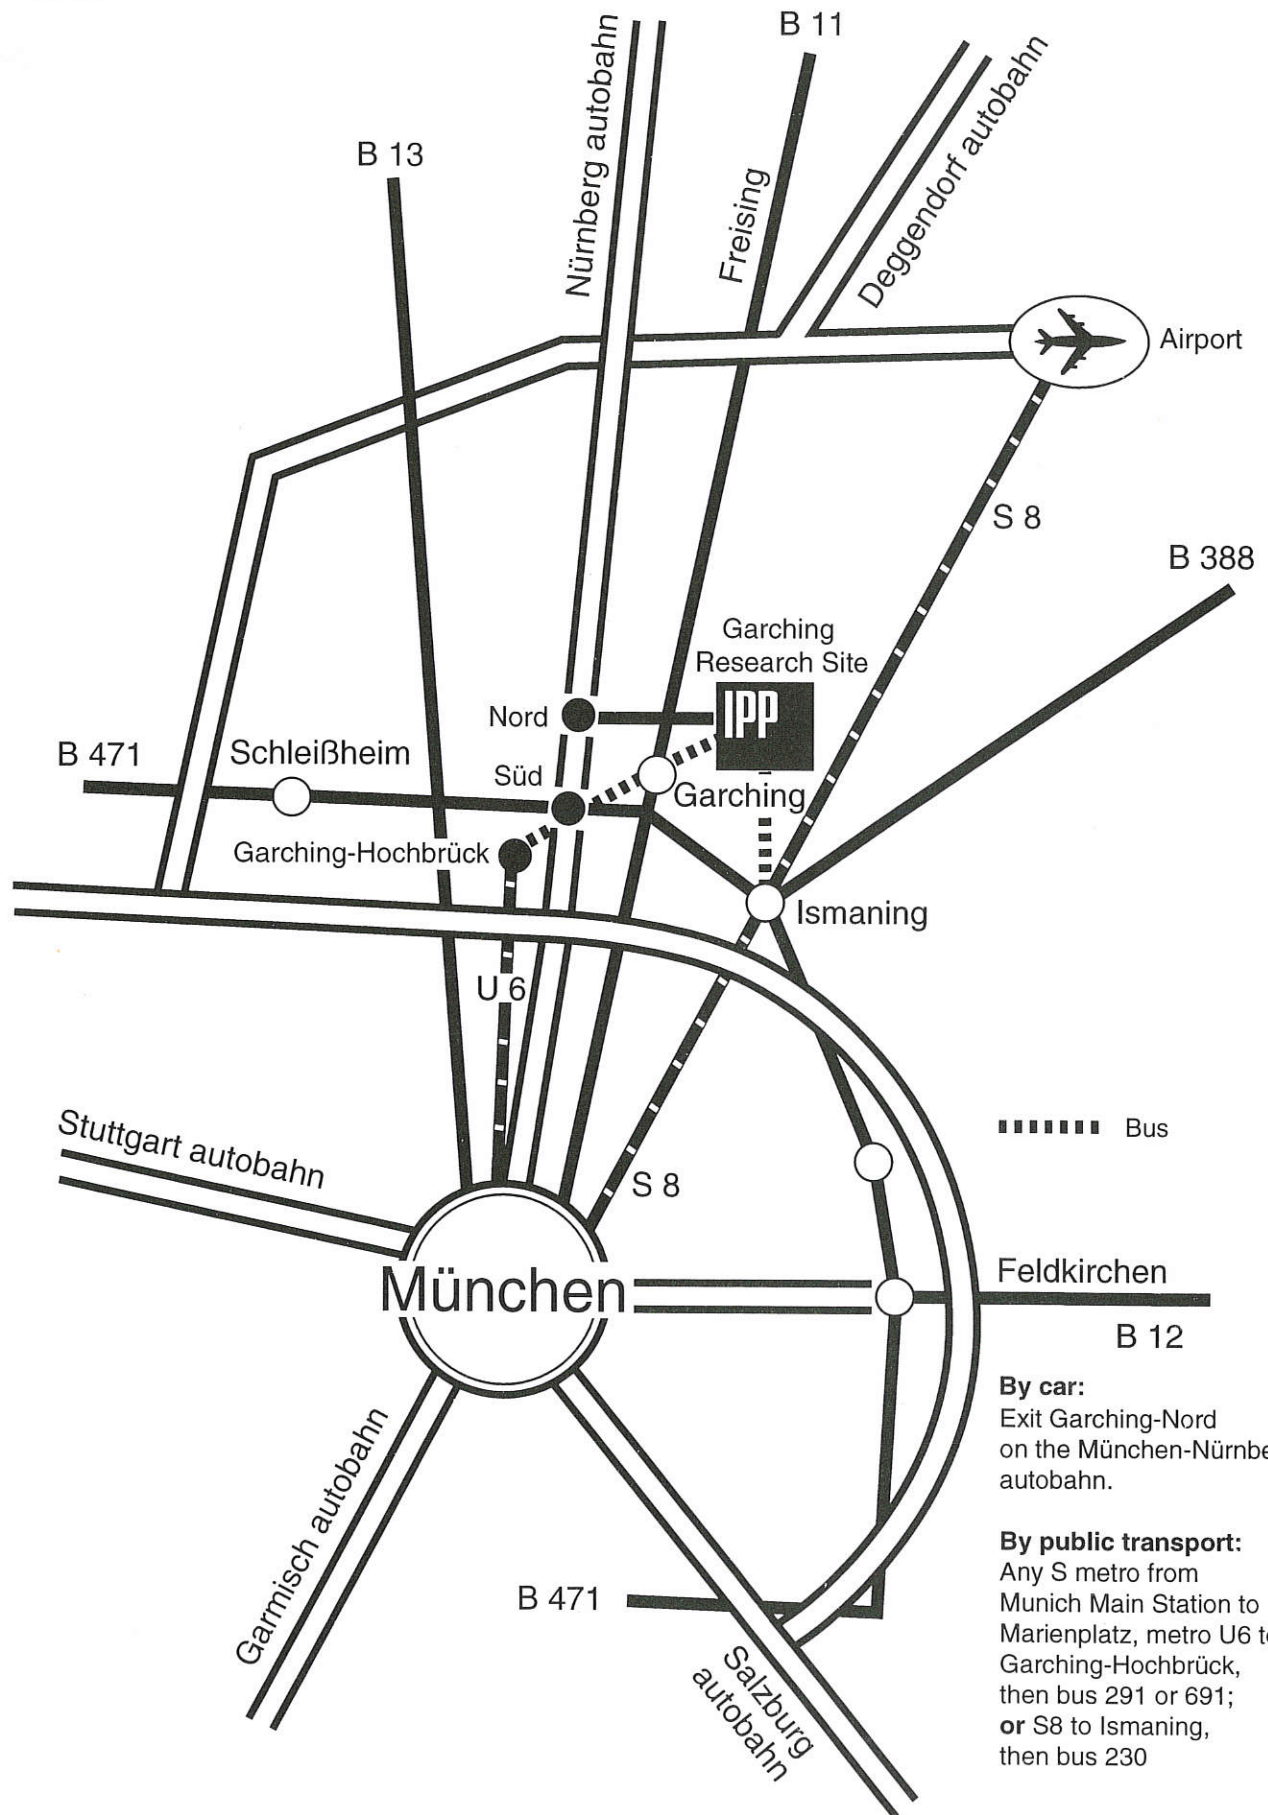 B 11
B 13
Nürnberg autobahn
Freising
Deggendorf autobahn
Airport
S 8
B 388
Garching
Research Site
IPP
Nord
B 471
Schleißheim
Süd
Garching
Garching-Hochbrück
Ismaning
U 6
Stuttgart autobahn
Bus
S 8
München
Feldkirchen
B 12
By car:
Exit Garching-Nord
on the München-Nürnbe
autobahn.
Garmisch autobahn
By public transport:
Any S metro from
Munich Main Station to
Marienplatz, metro U6 t
Garching-Hochbrück,
then bus 291 or 691;
or S8 to Ismaning,
then bus 230
B 471
Salzburg
autobahn